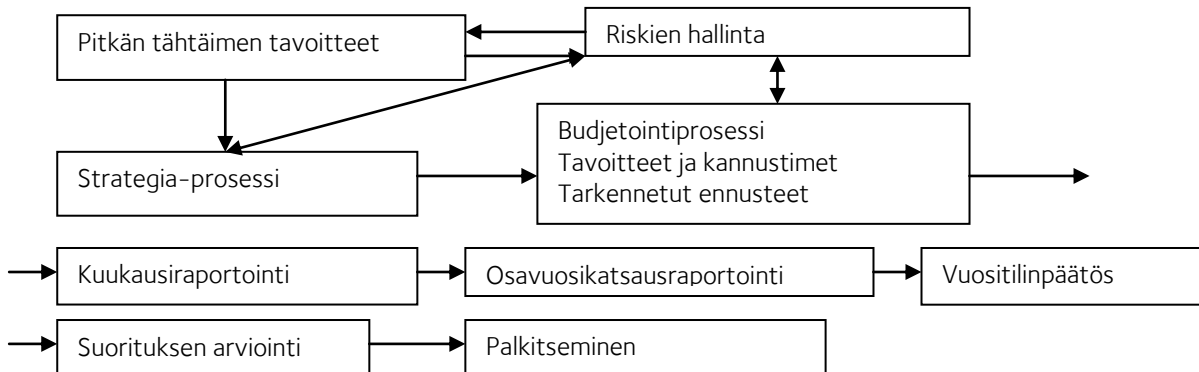 Pitkän tähtäimen tavoitteet
Riskien hallinta
Budjetointiprosessi
Tavoitteet ja kannustimet
Tarkennetut ennusteet
Strategia-prosessi
Kuukausiraportointi
Osavuosikatsausraportointi
Vuositilinpäätös
Suorituksen arviointi
Palkitseminen